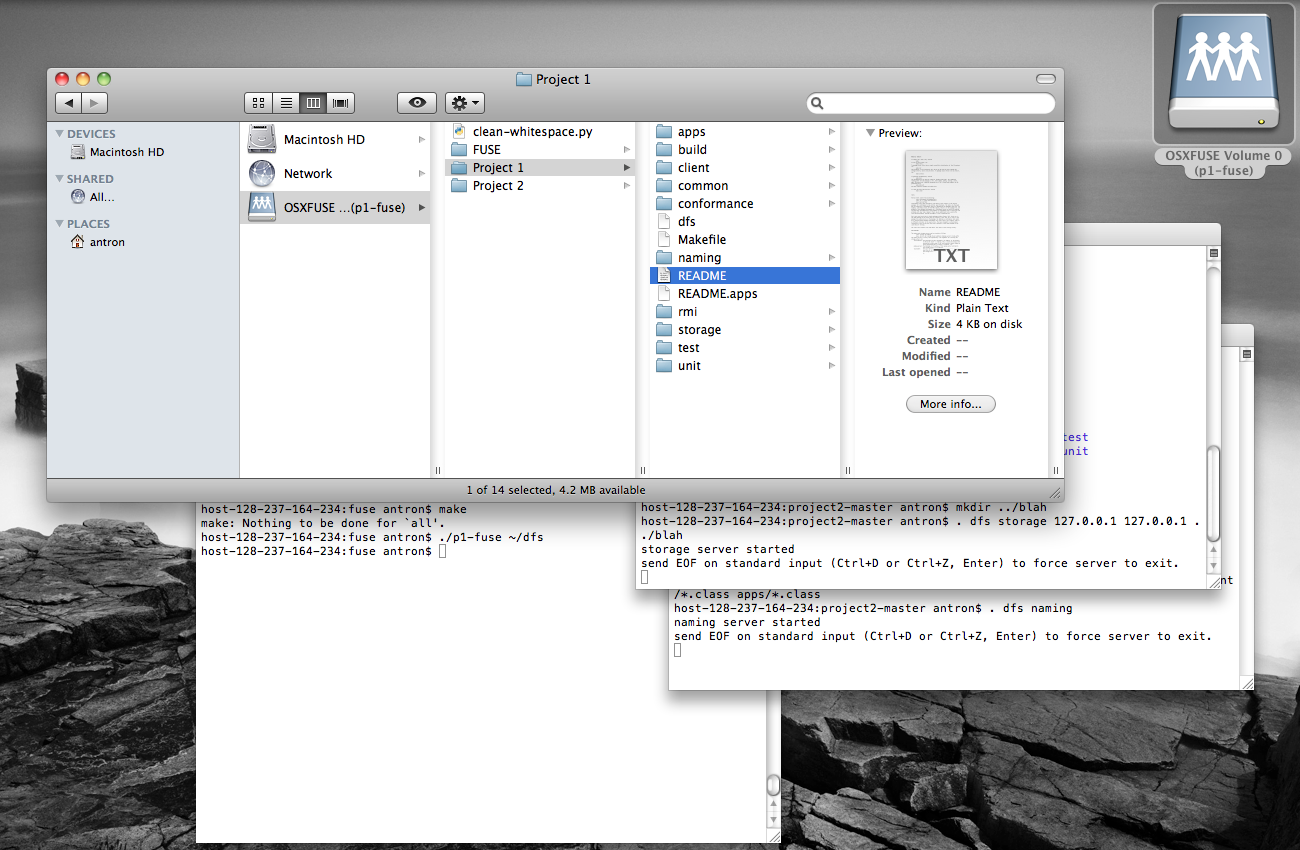 OSXFUSE Volume 0
(p1-fuse)
Project 1
DEVICES
Macintosh HD
SHARED
All...
PLACES
antron
Macintosh HD
Network
OSXFUSE ...(p1-fuse)
clean-whitespace.py
FUSE
Project 1
Project 2
apps
build
client
common
conformance
dfs
Makefile
naming
README
README.apps
rmi
storage
test
unit
Preview:
TXT
Name README
Kind Plain Text
Size 4 KB on disk
Created --
Modified --
Last opened --
More info...
1 of 14 selected, 4.2 MB available
test
unit
host-128-237-164-234:fuse antron$ make
make: Nothing to be done for `all'.
host-128-237-164-234:fuse antron$ ./p1-fuse ~/dfs
host-128-237-164-234:fuse antron$
host-128-237-164-234:project2-master antron$ mkdir ../blah
host-128-237-164-234:project2-master antron$ . dfs storage 127.0.0.1 127.0.0.1 .
./blah
storage server started
send EOF on standard input (Ctrl+D or Ctrl+Z, Enter) to force server to exit.
nt
/*.class apps/*.class
host-128-237-164-234:project2-master antron$ . dfs naming
naming server started
send EOF on standard input (Ctrl+D or Ctrl+Z, Enter) to force server to exit.